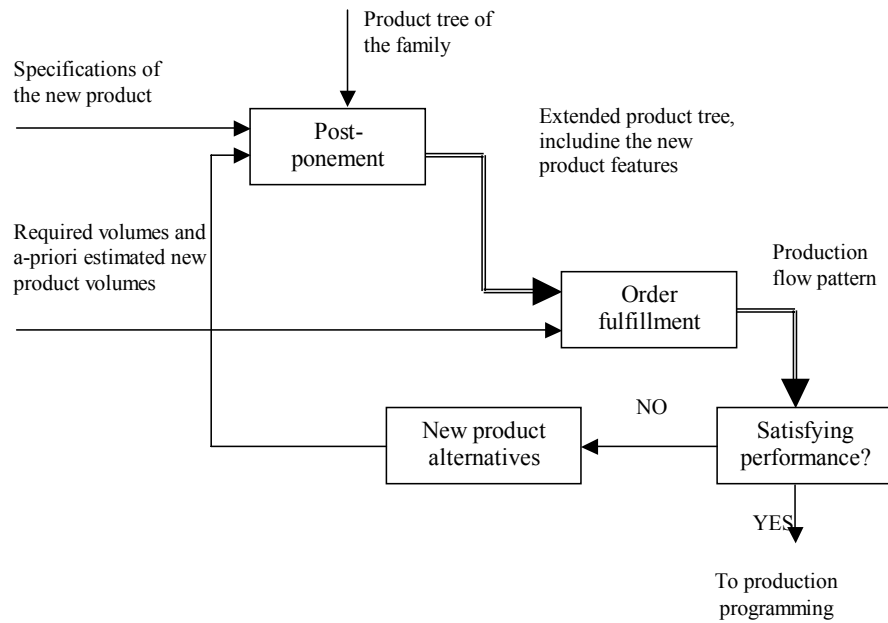 Product tree of
the family
Specifications of
the new product
Post-
ponement
Extended product tree,
includine the new
product features
Required volumes and
a-priori estimated new
product volumes
Production
flow pattern
Order
fulfillment
NO
New product
alternatives
Satisfying
performance?
YES
To production
programming